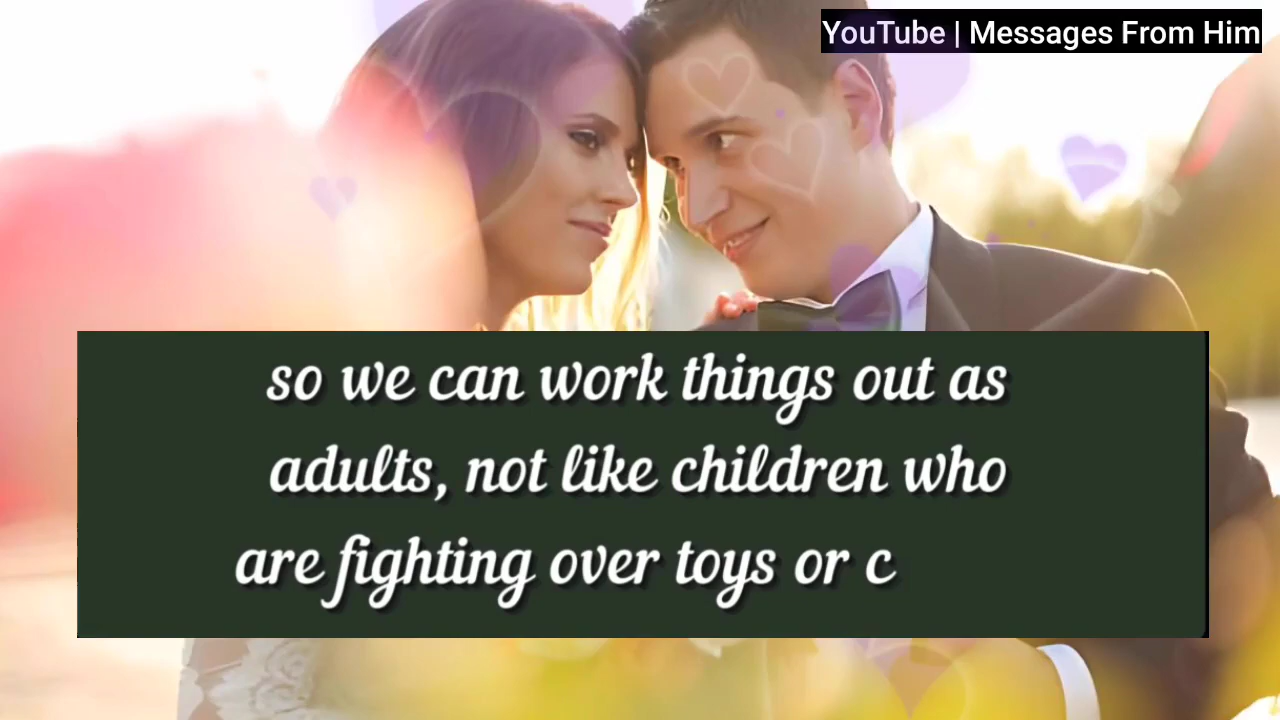 YouTube | Messages From Him
so we can work things out as
adults, not like children who
are fighting over toys or c